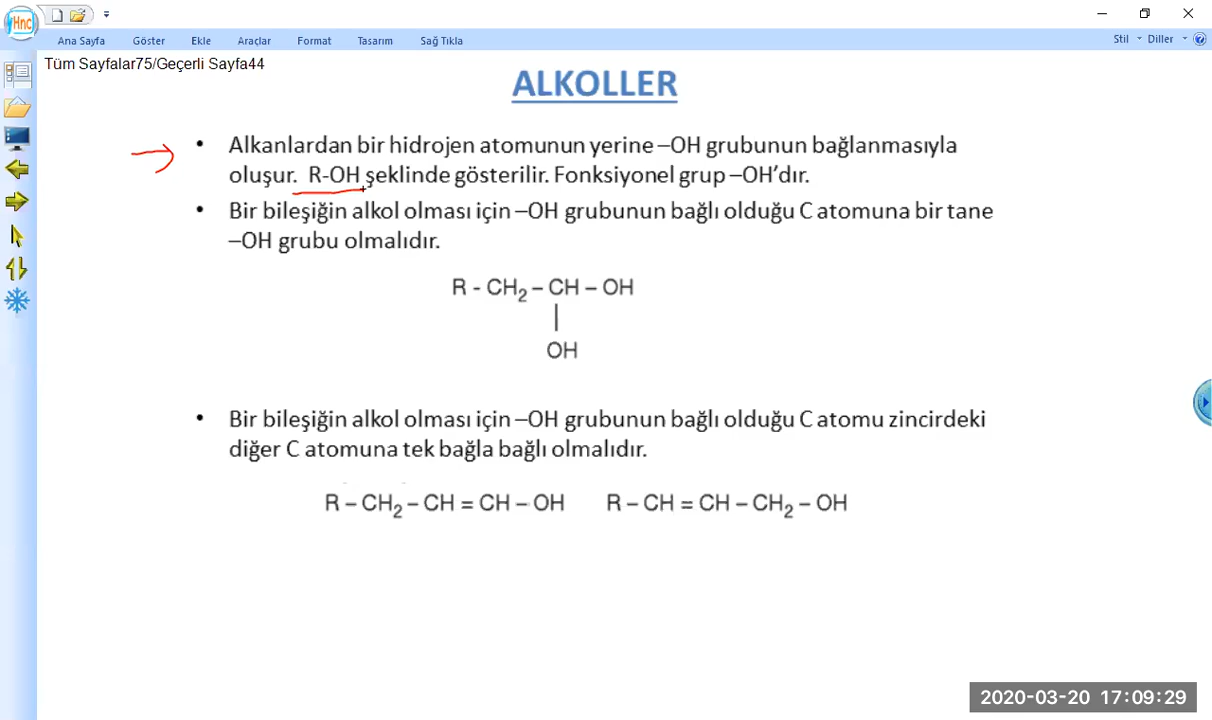 Hnc
Ana Sayfa Göster Ekle Araçlar Format Tasarım Sağ Tıkla Stil Diller
Tüm Sayfalar75/Geçerli Sayfa44
ALKOLLER
• Alkanlardan bir hidrojen atomunun yerine –OH grubunun bağlanmasıyla
oluşur. R-OH şeklinde gösterilir. Fonksiyonel grup –OH’dır.
• Bir bileşiğin alkol olması için –OH grubunun bağlı olduğu C atomuna bir tane
–OH grubu olmalıdır.
R - CH₂ – CH – OH
|
OH
• Bir bileşiğin alkol olması için –OH grubunun bağlı olduğu C atomu zincirdeki
diğer C atomuna tek bağla bağlı olmalıdır.
R – CH₂ – CH = CH – OH R – CH = CH – CH₂ – OH
2020-03-20 17:09:29